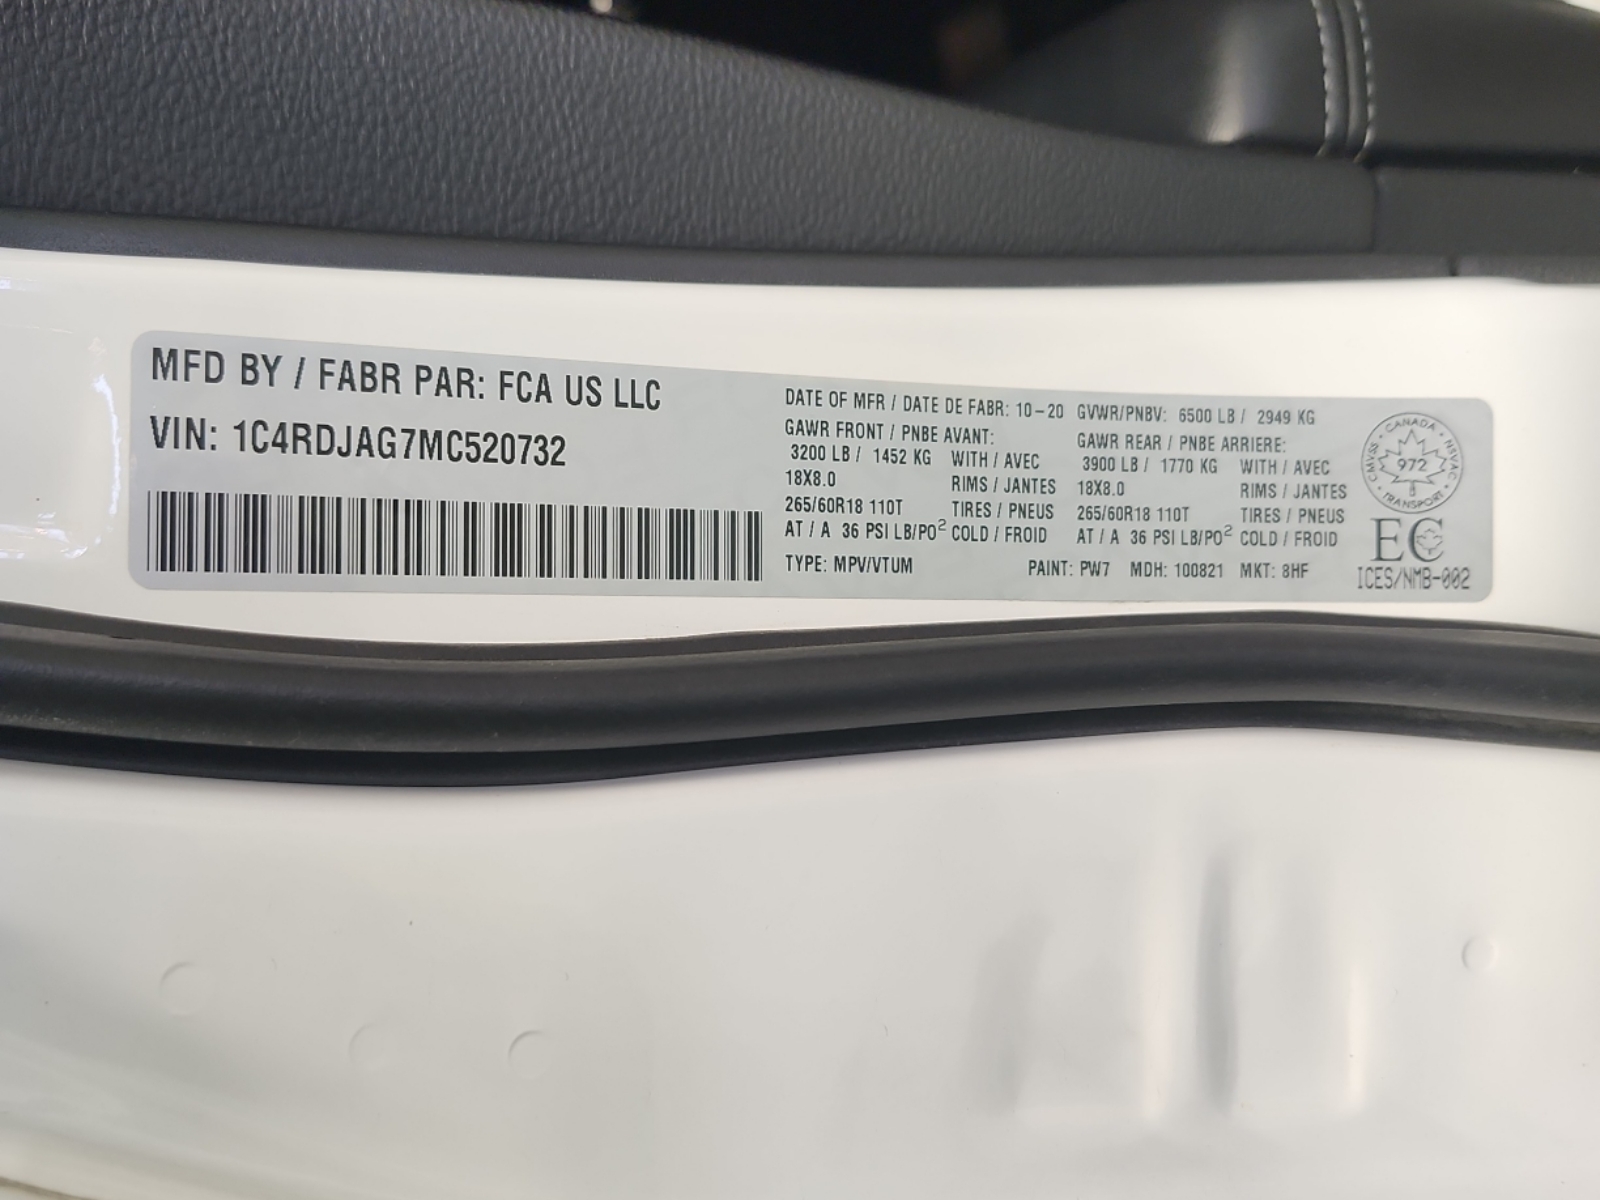 MFD BY / FABR PAR: FCA US LLC
VIN: 1C4RDJAG7MC520732
DATE OF MFR / DATE DE FABR: 10-20 GVWR/PNBV: 6500 LB / 2949 KG
GAWR FRONT / PNBE AVANT:
3200 LB / 1452 KG WITH / AVEC
18X8.0 RIMS / JANTES
265/60R18 110T TIRES / PNEUS
AT / A 36 PSI LB/PO² COLD / FROID
GAWR REAR / PNBE ARRIERE:
3900 LB / 1770 KG WITH / AVEC
18X8.0 RIMS / JANTES
265/60R18 110T TIRES / PNEUS
AT / A 36 PSI LB/PO² COLD / FROID
TYPE: MPV/VTUM PAINT: PW7 MDH: 100821 MKT: 8HF
CMVSS · CANADA · NSVAC · TRANSPORT ·
972
EC
ICES/NMB-002